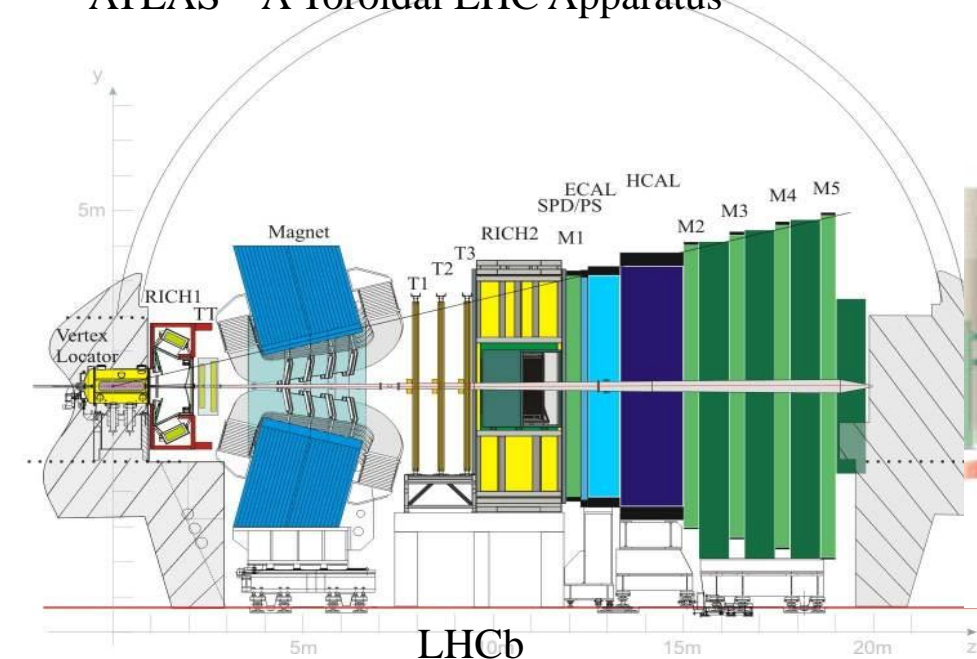 ATLAS – A Toroidal LHC Apparatus
y
5m
ECAL HCAL
SPD/PS
M5
M4
M3
M2
Magnet
RICH2 M1
T3
T2
T1
RICH1
TT
Vertex
Locator
5m
10m
15m
20m
z
LHCb